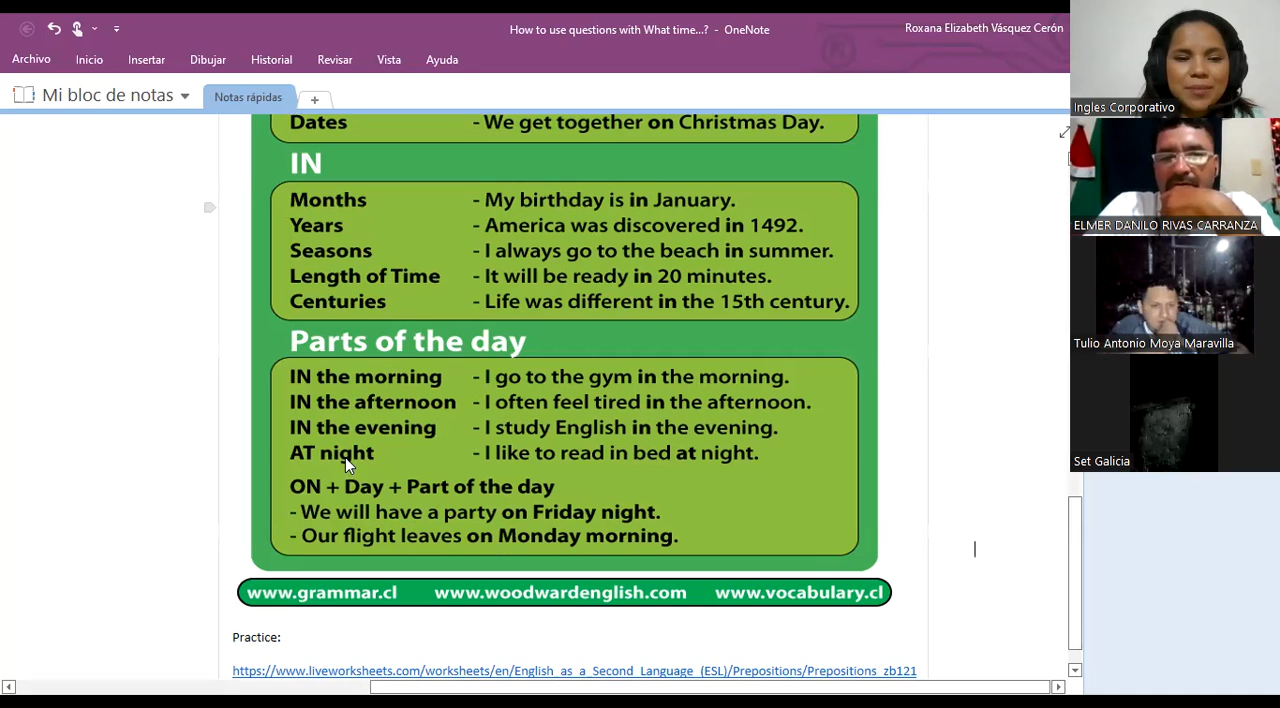 How to use questions with What time...? - OneNote
Roxana Elizabeth Vásquez Cerón
Archivo Inicio Insertar Dibujar Historial Revisar Vista Ayuda
Mi bloc de notas Notas rápidas
Dates - We get together on Christmas Day.
IN
Months - My birthday is in January.
Years - America was discovered in 1492.
Seasons - I always go to the beach in summer.
Length of Time - It will be ready in 20 minutes.
Centuries - Life was different in the 15th century.
Parts of the day
IN the morning - I go to the gym in the morning.
IN the afternoon - I often feel tired in the afternoon.
IN the evening - I study English in the evening.
AT night - I like to read in bed at night.
ON + Day + Part of the day
- We will have a party on Friday night.
- Our flight leaves on Monday morning.
www.grammar.cl www.woodwardenglish.com www.vocabulary.cl
Practice:
https://www.liveworksheets.com/worksheets/en/English_as_a_Second_Language_(ESL)/Prepositions/Prepositions_zb121
Ingles Corporativo
ELMER DANILO RIVAS CARRANZA
Tulio Antonio Moya Maravilla
Set Galicia